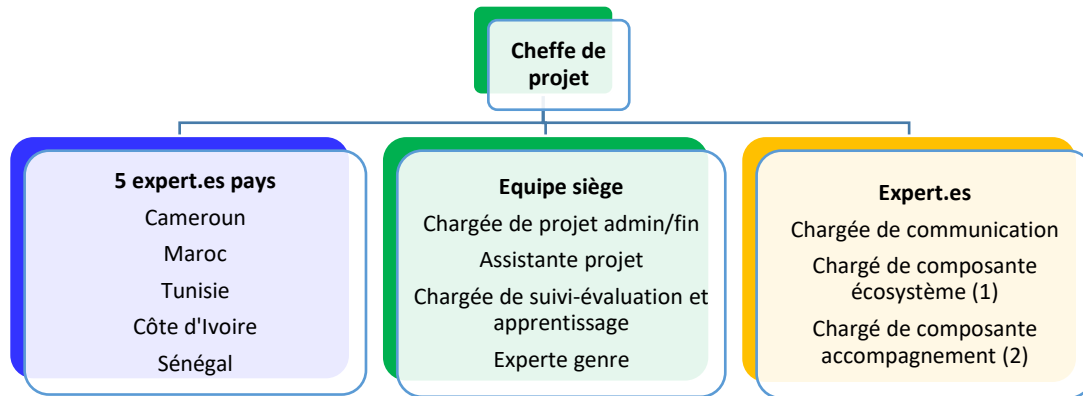 Cheffe de
projet
5 expert.es pays
Cameroun
Maroc
Tunisie
Côte d'Ivoire
Sénégal
Equipe siège
Chargée de projet admin/fin
Assistante projet
Chargée de suivi-évaluation et
apprentissage
Experte genre
Expert.es
Chargée de communication
Chargé de composante
écosystème (1)
Chargé de composante
accompagnement (2)